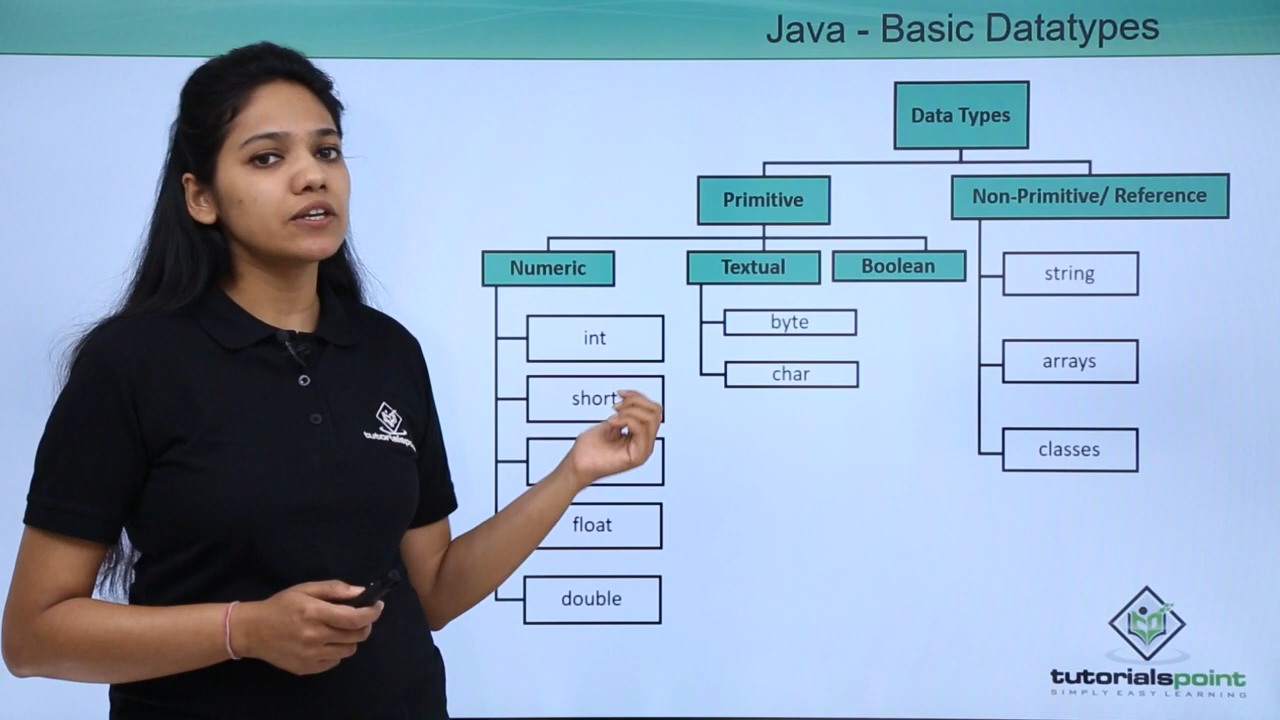 Java - Basic Datatypes
Data Types
Primitive
Non-Primitive/ Reference
Numeric
Textual
Boolean
int
short
float
double
byte
char
string
arrays
classes
tutorialspoint
SIMPLY EASY LEARNING